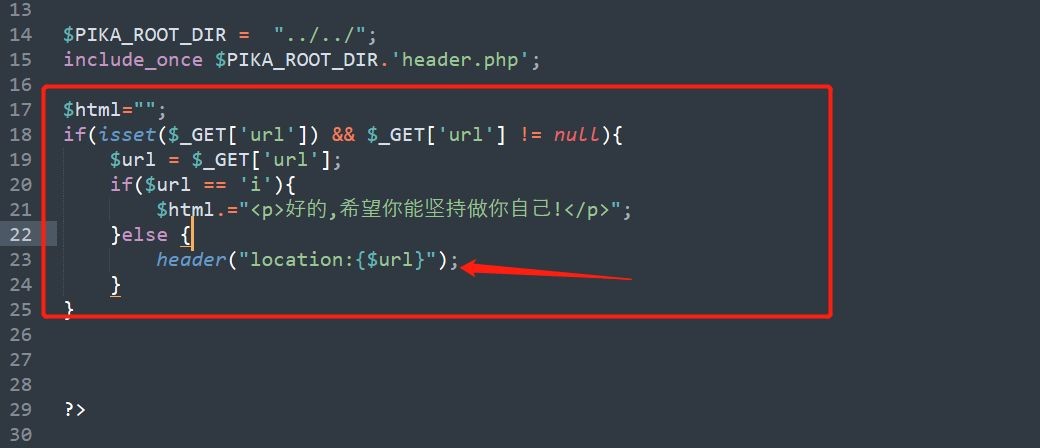 13
14 $PIKA_ROOT_DIR =  "../../";
15 include_once $PIKA_ROOT_DIR.'header.php';
16
17 $html="";
18 if(isset($_GET['url']) && $_GET['url'] != null){
19     $url = $_GET['url'];
20     if($url == 'i'){
21         $html.="<p>好的,希望你能坚持做你自己!</p>";
22     }else {
23         header("location:{$url}");
24     }
25 }
26
27
28
29 ?>
30